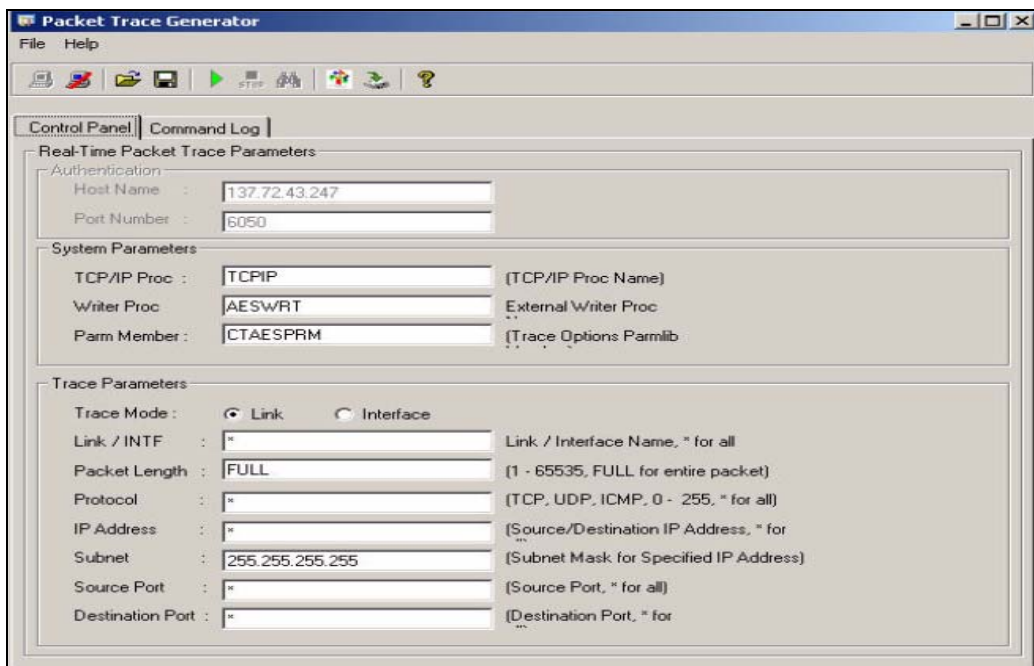 Packet Trace Generator
File Help
STOP
Control Panel Command Log
Real-Time Packet Trace Parameters
Authentication
Host Name : 137.72.43.247
Port Number : 6050
System Parameters
TCP/IP Proc : TCPIP (TCP/IP Proc Name)
Writer Proc AESWRT External Writer Proc
Parm Member : CTAESPRM (Trace Options Parmlib
Trace Parameters
Trace Mode : Link Interface
Link / INTF : * Link / Interface Name, * for all
Packet Length : FULL (1 - 65535, FULL for entire packet)
Protocol : * (TCP, UDP, ICMP, 0 - 255, * for all)
IP Address : * (Source/Destination IP Address, * for
Subnet : 255.255.255.255 (Subnet Mask for Specified IP Address)
Source Port : * (Source Port, * for all)
Destination Port : * (Destination Port, * for